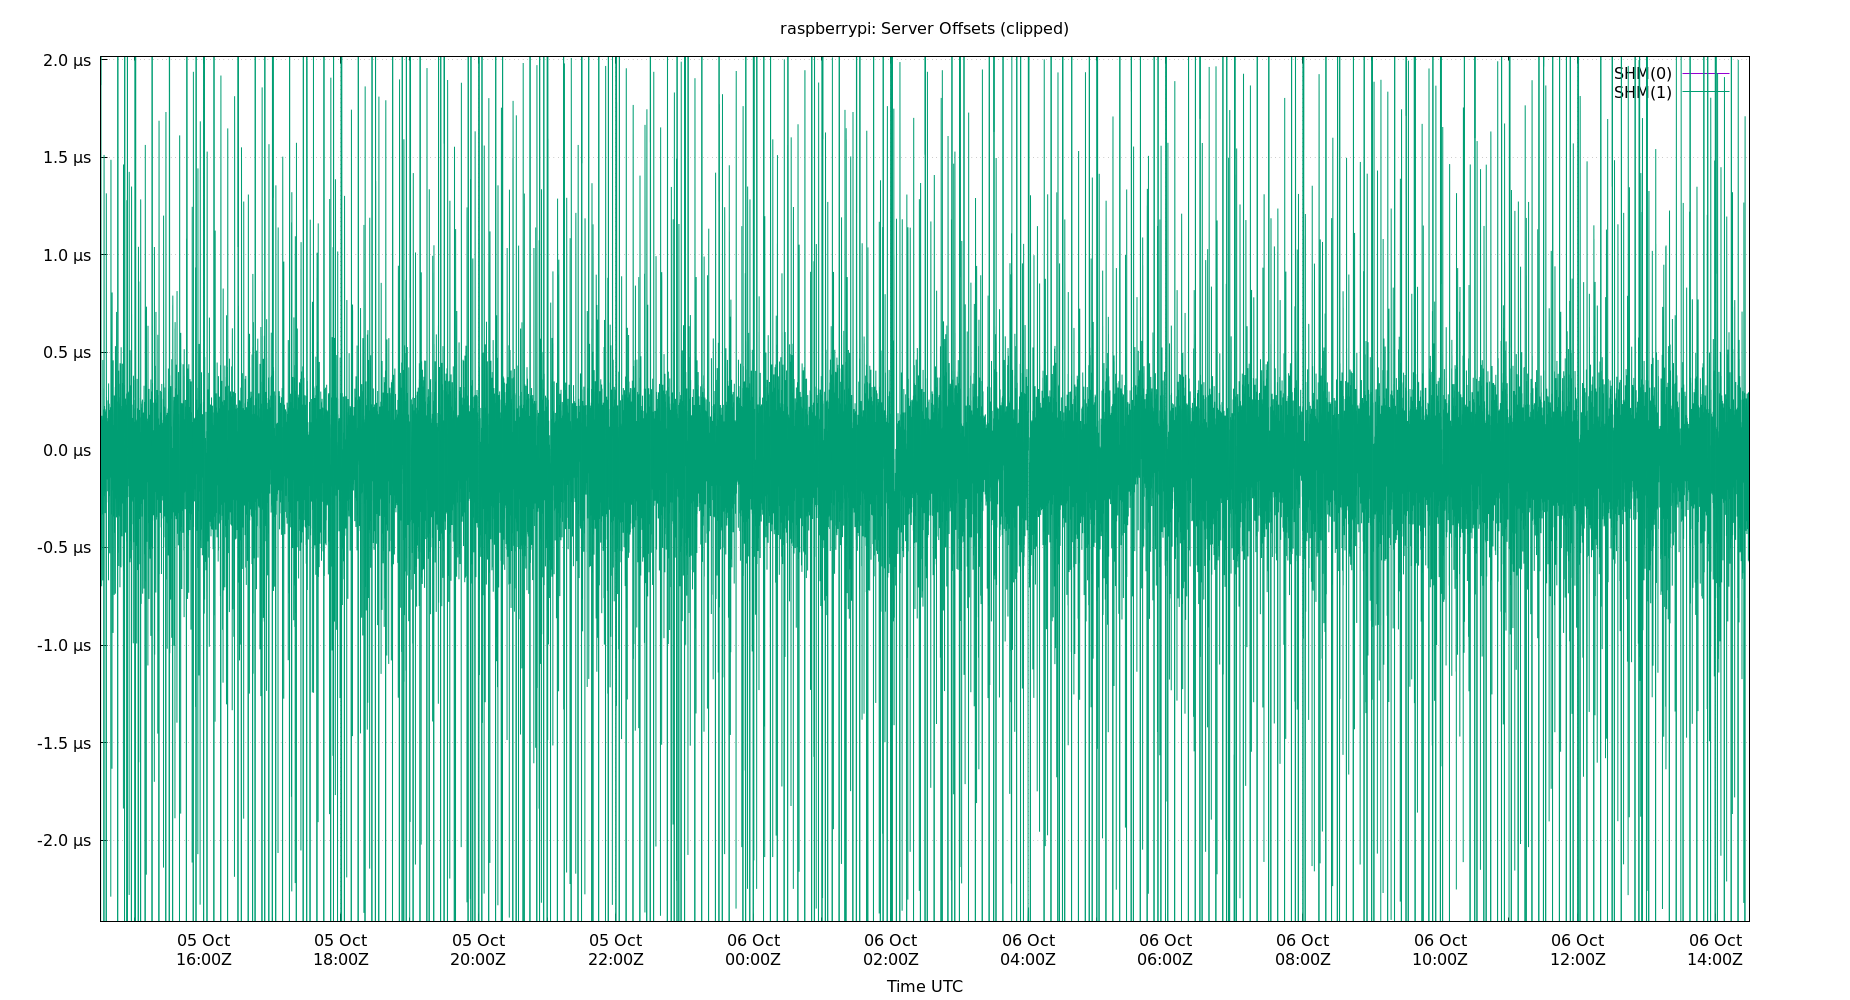 raspberrypi: Server Offsets (clipped)
2.0 µs
1.5 µs
1.0 µs
0.5 µs
0.0 µs
-0.5 µs
-1.0 µs
-1.5 µs
-2.0 µs
SHM(0)
SHM(1)
05 Oct 05 Oct 05 Oct 05 Oct 06 Oct 06 Oct 06 Oct 06 Oct 06 Oct 06 Oct 06 Oct 06 Oct
16:00Z 18:00Z 20:00Z 22:00Z 00:00Z 02:00Z 04:00Z 06:00Z 08:00Z 10:00Z 12:00Z 14:00Z
Time UTC